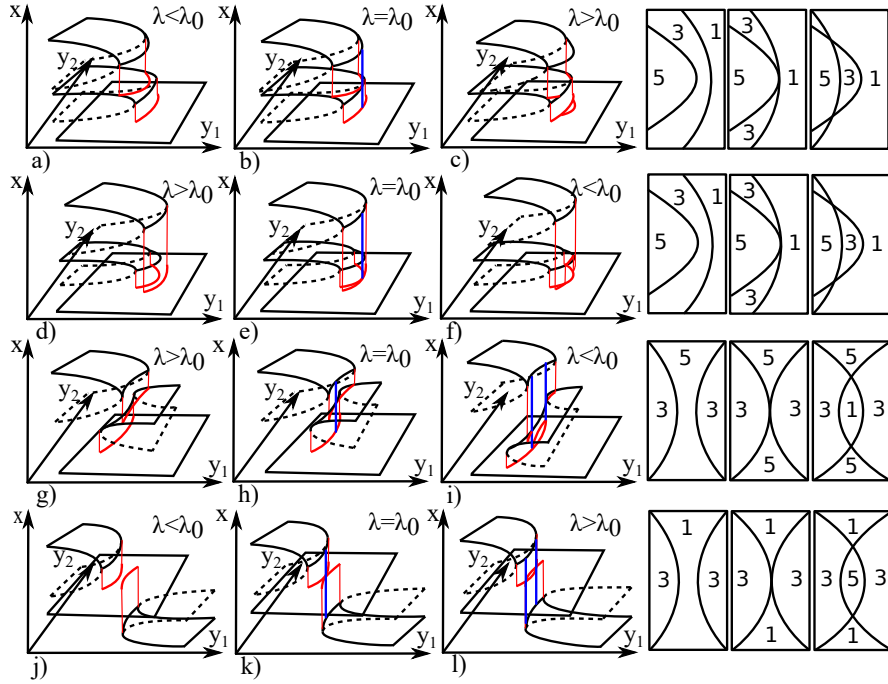 x λ<λ₀ y₂ y₁ a)
λ=λ₀ y₁ b)
x λ>λ₀ y₂ y₁ c)
3 1 5
3 5 1 3
5 3 1
x λ>λ₀ y₂ y₁ d)
λ=λ₀ y₁ e)
x λ<λ₀ y₂ y₁ f)
3 1 5
3 5 1 3
5 3 1
x λ>λ₀ y₂ y₁ g)
λ=λ₀ y₂ y₁ h)
x λ<λ₀ y₂ y₁ i)
5 3 3
5 3 3 5
5 3 1 3 5
x λ<λ₀ y₂ y₁ j)
x λ=λ₀ y₂ y₁ k)
x λ>λ₀ y₂ y₁ l)
1 3 3
1 3 3 1
1 3 5 3 1